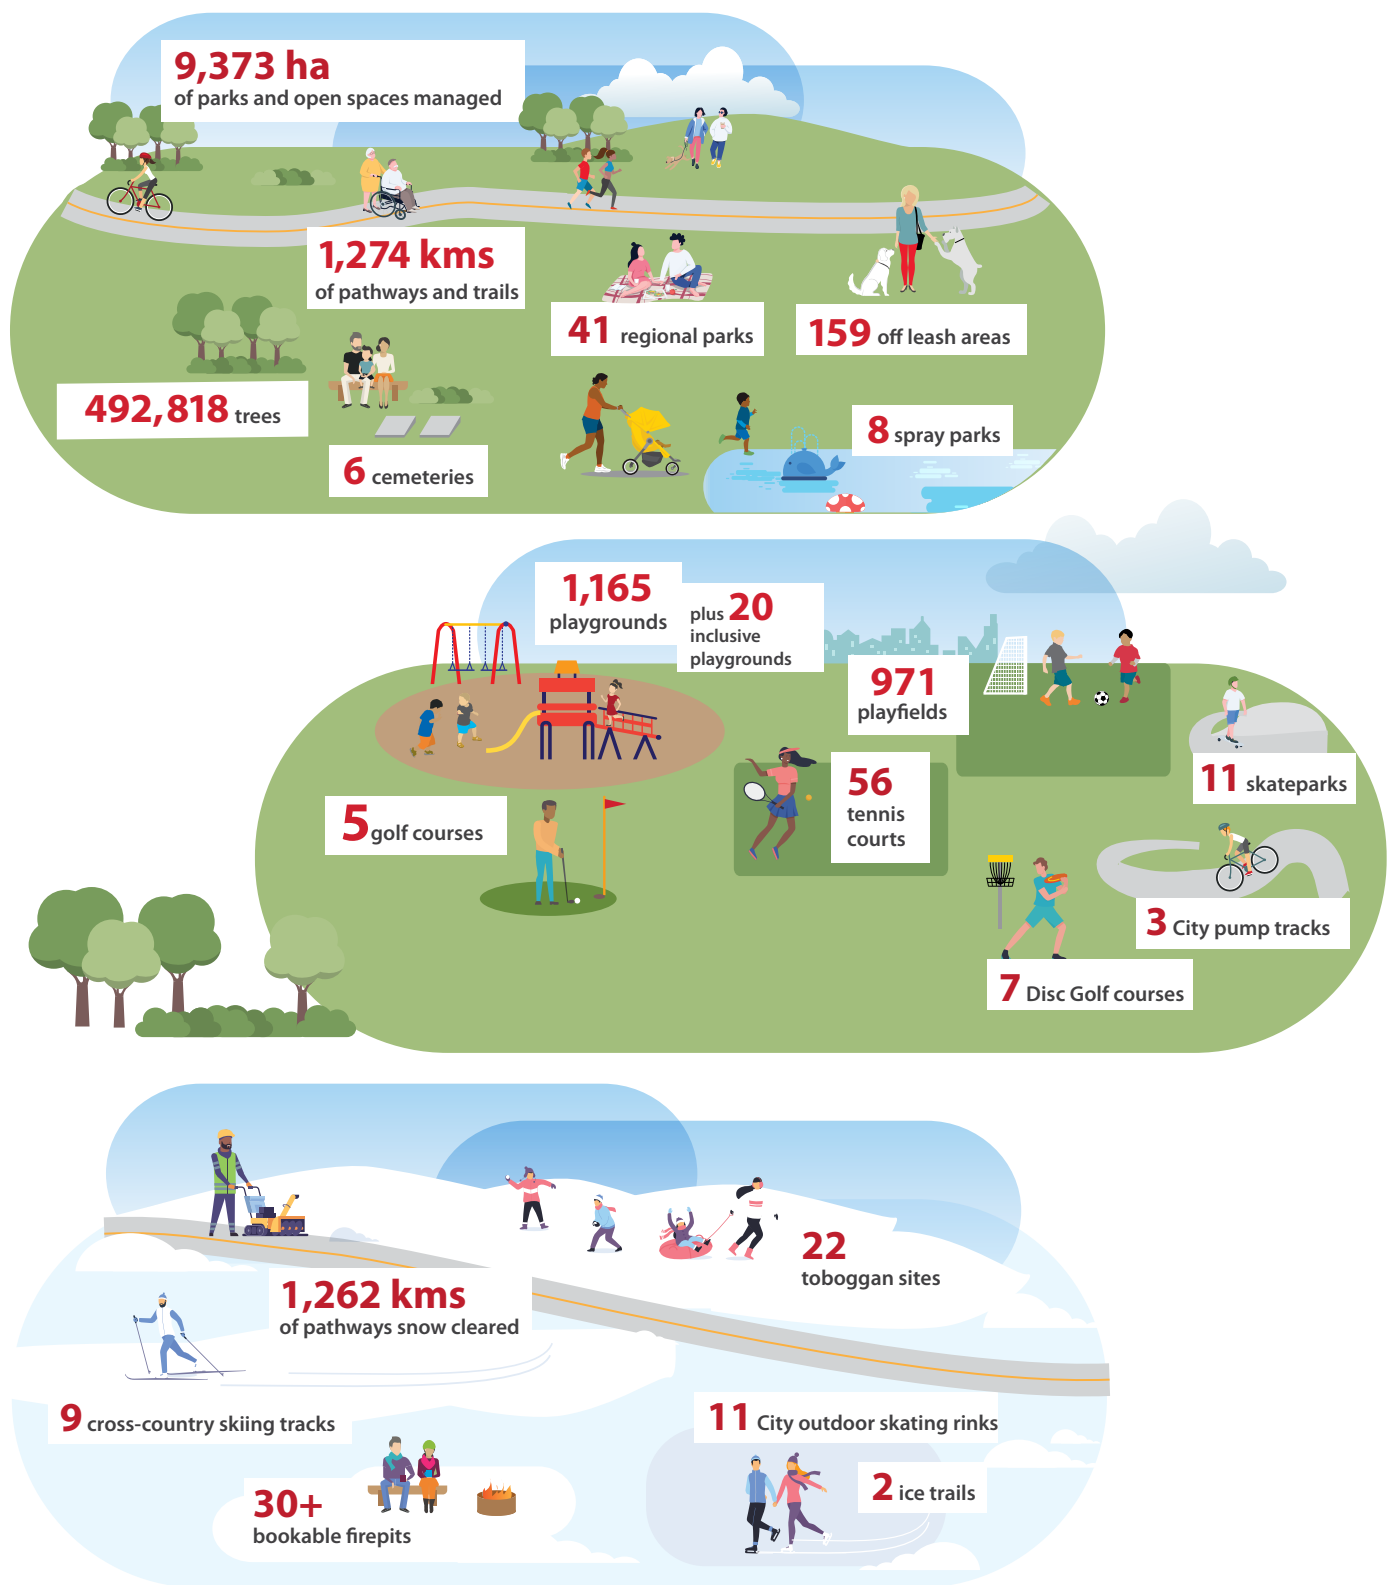 9,373 ha
of parks and open spaces managed
1,274 kms
of pathways and trails
41 regional parks
159 off leash areas
492,818 trees
8 spray parks
6 cemeteries
1,165
playgrounds
plus 20
inclusive
playgrounds
971
playfields
56
tennis
courts
11 skateparks
5 golf courses
3 City pump tracks
7 Disc Golf courses
22
toboggan sites
1,262 kms
of pathways snow cleared
9 cross-country skiing tracks
11 City outdoor skating rinks
2 ice trails
30+
bookable firepits